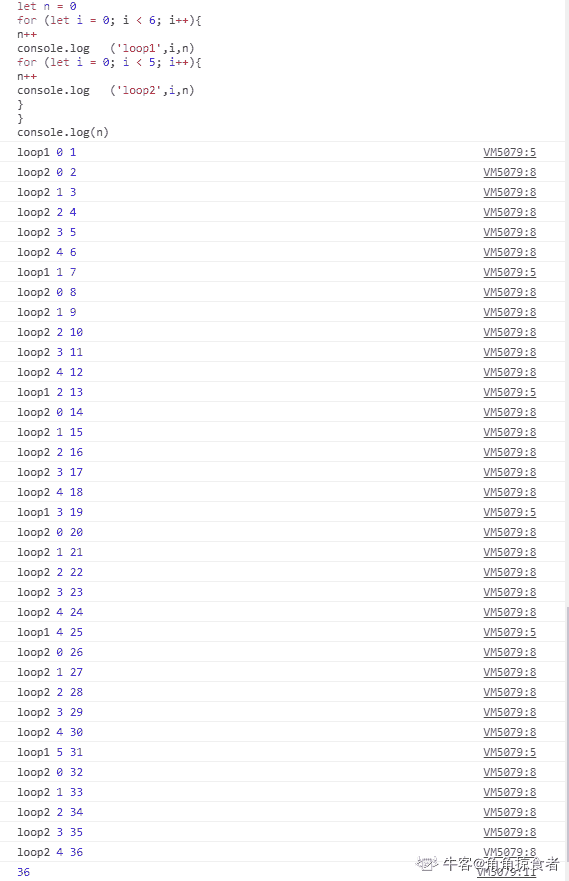 let n = 0
for (let i = 0; i < 6; i++){
n++
console.log   ('loop1',i,n)
for (let i = 0; i < 5; i++){
n++
console.log   ('loop2',i,n)
}
}
console.log(n)
loop1 0 1 VM5079:5
loop2 0 2 VM5079:8
loop2 1 3 VM5079:8
loop2 2 4 VM5079:8
loop2 3 5 VM5079:8
loop2 4 6 VM5079:8
loop1 1 7 VM5079:5
loop2 0 8 VM5079:8
loop2 1 9 VM5079:8
loop2 2 10 VM5079:8
loop2 3 11 VM5079:8
loop2 4 12 VM5079:8
loop1 2 13 VM5079:5
loop2 0 14 VM5079:8
loop2 1 15 VM5079:8
loop2 2 16 VM5079:8
loop2 3 17 VM5079:8
loop2 4 18 VM5079:8
loop1 3 19 VM5079:5
loop2 0 20 VM5079:8
loop2 1 21 VM5079:8
loop2 2 22 VM5079:8
loop2 3 23 VM5079:8
loop2 4 24 VM5079:8
loop1 4 25 VM5079:5
loop2 0 26 VM5079:8
loop2 1 27 VM5079:8
loop2 2 28 VM5079:8
loop2 3 29 VM5079:8
loop2 4 30 VM5079:8
loop1 5 31 VM5079:5
loop2 0 32 VM5079:8
loop2 1 33 VM5079:8
loop2 2 34 VM5079:8
loop2 3 35 VM5079:8
loop2 4 36 VM5079:8
牛客@角角掠食者
36 VM5079:11